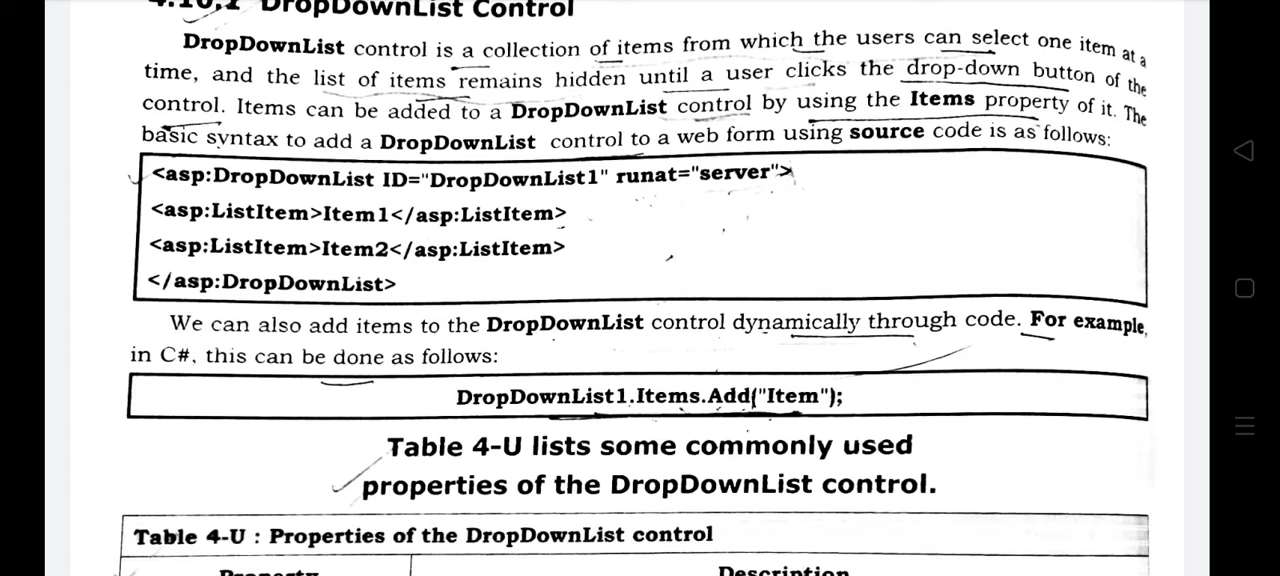 4.10.1 DropDownList Control
DropDownList control is a collection of items from which the users can select one item at a
time, and the list of items remains hidden until a user clicks the drop-down button of the
control. Items can be added to a DropDownList control by using the Items property of it. The
basic syntax to add a DropDownList control to a web form using source code is as follows:
<asp:DropDownList ID="DropDownList1" runat="server">
<asp:ListItem>Item1</asp:ListItem>
<asp:ListItem>Item2</asp:ListItem>
</asp:DropDownList>
We can also add items to the DropDownList control dynamically through code. For example,
in C#, this can be done as follows:
DropDownList1.Items.Add("Item");
Table 4-U lists some commonly used
properties of the DropDownList control.
Table 4-U : Properties of the DropDownList control
Property Description